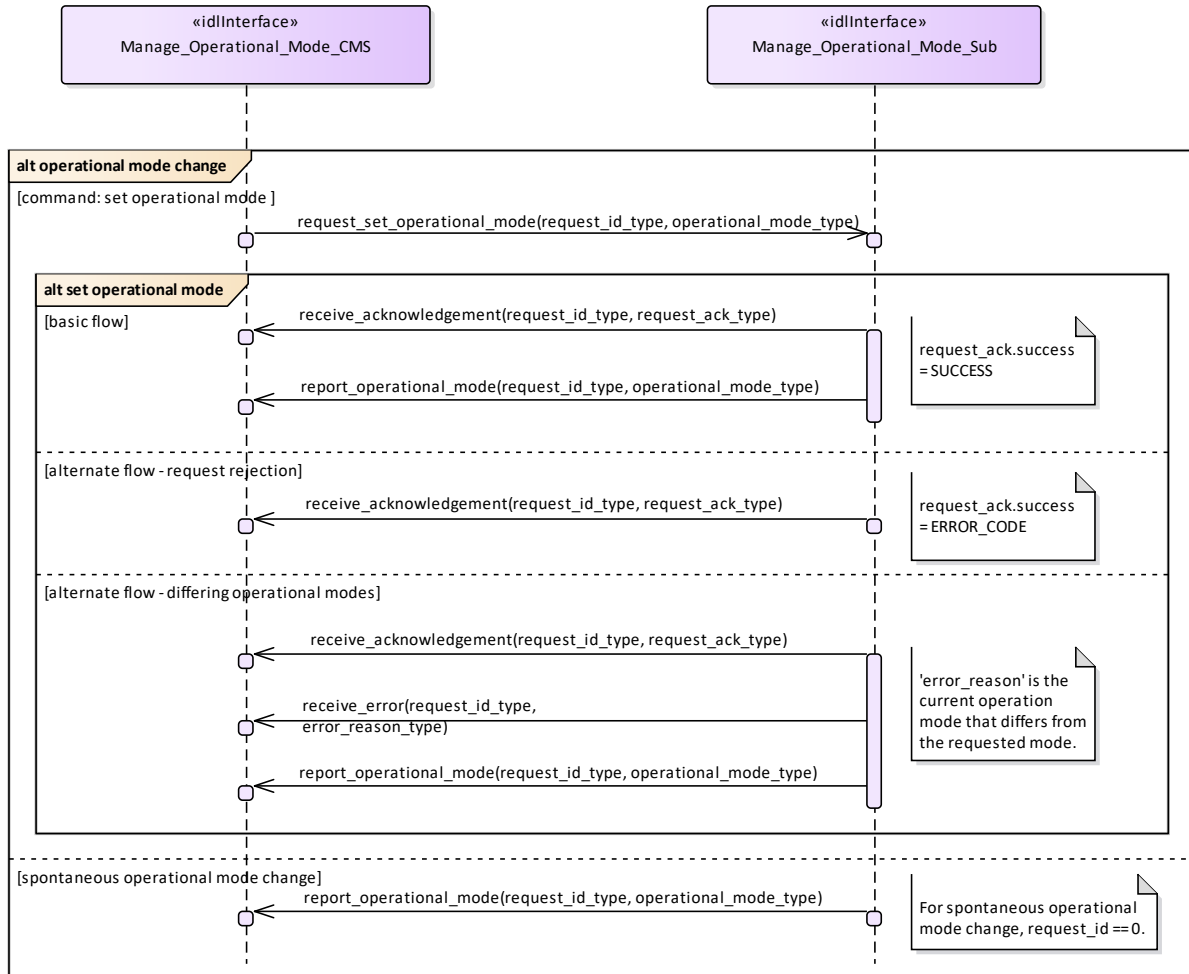 «idlInterface»
Manage_Operational_Mode_CMS
«idlInterface»
Manage_Operational_Mode_Sub
alt operational mode change
[command: set operational mode ]
request_set_operational_mode(request_id_type, operational_mode_type)
alt set operational mode
[basic flow]
receive_acknowledgement(request_id_type, request_ack_type)
request_ack.success
= SUCCESS
report_operational_mode(request_id_type, operational_mode_type)
[alternate flow - request rejection]
receive_acknowledgement(request_id_type, request_ack_type)
request_ack.success
= ERROR_CODE
[alternate flow - differing operational modes]
receive_acknowledgement(request_id_type, request_ack_type)
'error_reason' is the
current operation
mode that differs from
the requested mode.
receive_error(request_id_type,
error_reason_type)
report_operational_mode(request_id_type, operational_mode_type)
[spontaneous operational mode change]
report_operational_mode(request_id_type, operational_mode_type)
For spontaneous operational
mode change, request_id == 0.